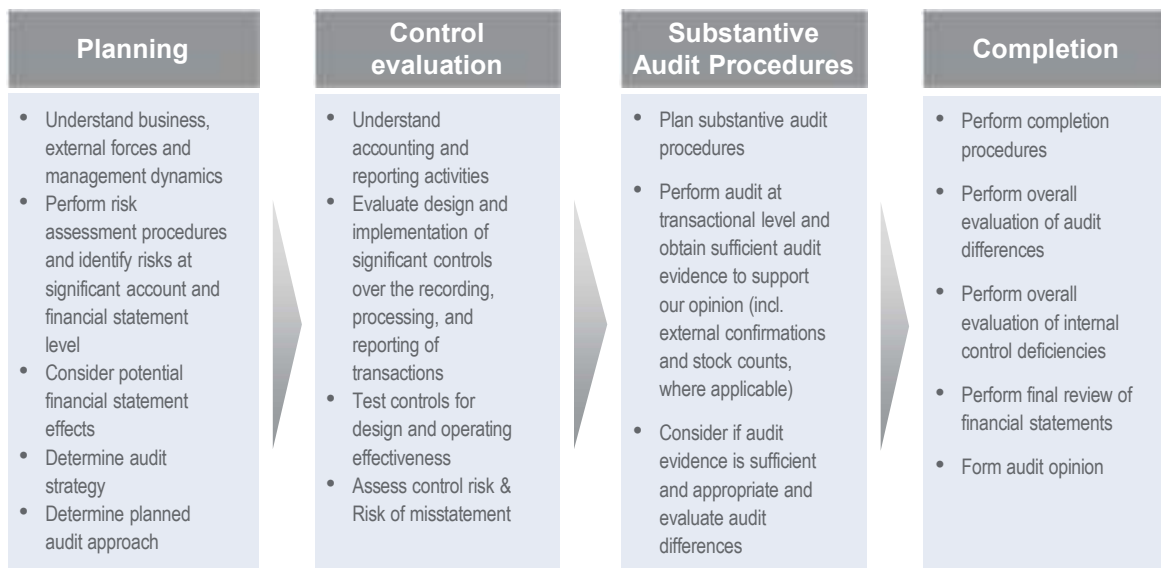 Planning
• Understand business,
external forces and
management dynamics
• Perform risk
assessment procedures
and identify risks at
significant account and
financial statement
level
• Consider potential
financial statement
effects
• Determine audit
strategy
• Determine planned
audit approach
Control
evaluation
• Understand
accounting and
reporting activities
• Evaluate design and
implementation of
significant controls
over the recording,
processing, and
reporting of
transactions
• Test controls for
design and operating
effectiveness
• Assess control risk &
Risk of misstatement
Substantive
Audit Procedures
• Plan substantive audit
procedures
• Perform audit at
transactional level and
obtain sufficient audit
evidence to support
our opinion (incl.
external confirmations
and stock counts,
where applicable)
• Consider if audit
evidence is sufficient
and appropriate and
evaluate audit
differences
Completion
• Perform completion
procedures
• Perform overall
evaluation of audit
differences
• Perform overall
evaluation of internal
control deficiencies
• Perform final review of
financial statements
• Form audit opinion